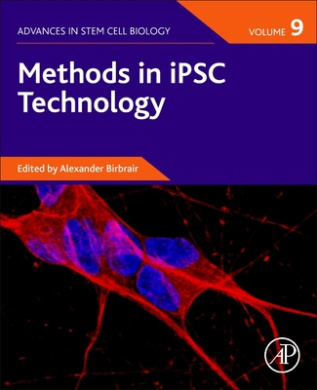 ADVANCES IN STEM CELL BIOLOGY
VOLUME 9
Methods in iPSC
Technology
Edited by Alexander Birbrair
AP